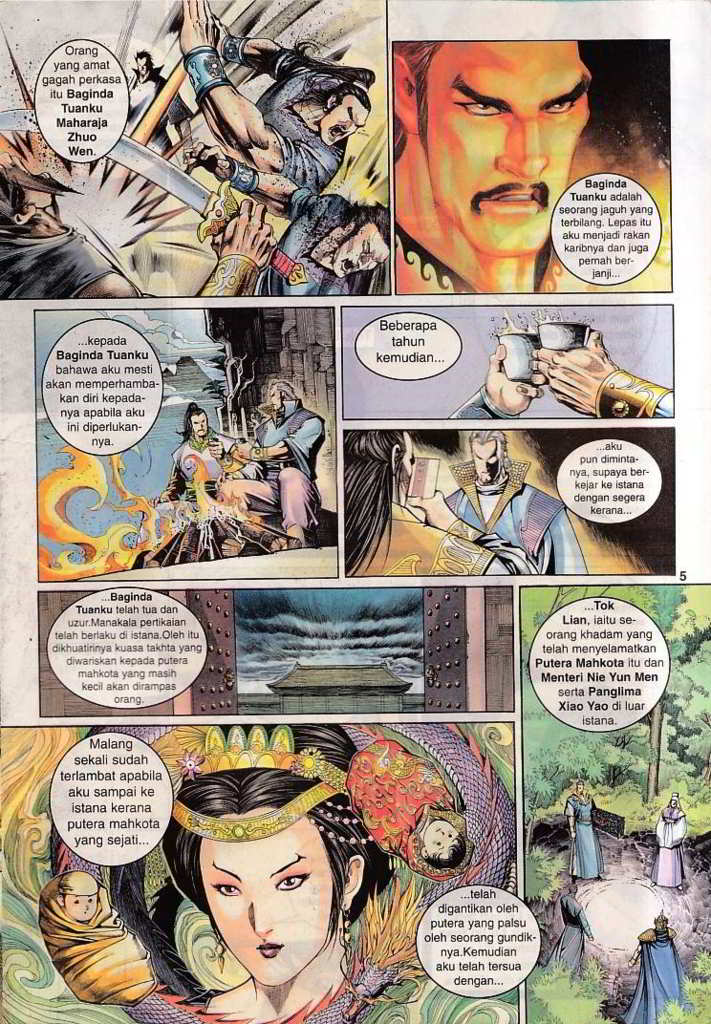 Orang
yang amat
gagah perkasa
itu Baginda
Tuanku
Maharaja
Zhuo
Wen.
Baginda
Tuanku adalah
seorang jaguh yang
terbilang. Lepas itu
aku menjadi rakan
karibnya dan juga
pernah ber-
janji...
...kepada
Baginda Tuanku
bahawa aku mesti
akan memperhamba-
kan diri kepada-
nya apabila aku
ini diperlukan-
nya.
Beberapa
tahun
kemudian...
...aku
pun diminta-
nya, supaya ber-
kejar ke istana
dengan segera
kerana...
5
...Baginda
Tuanku telah tua dan
uzur.Manakala pertikaian
telah berlaku di istana.Oleh itu
dikhuatirinya kuasa takhta yang
diwariskan kepada putera
mahkota yang masih
kecil akan dirampas
orang.
...Tok
Lian, iaitu se-
orang khadam yang
telah menyelamatkan
Putera Mahkota itu dan
Menteri Nie Yun Men
serta Panglima
Xiao Yao di luar
istana.
Malang
sekali sudah
terlambat apabila
aku sampai ke
istana kerana
putera mahkota
yang sejati...
...telah
digantikan oleh
putera yang palsu
oleh seorang gundik-
nya.Kemudian
aku telah tersua
dengan...